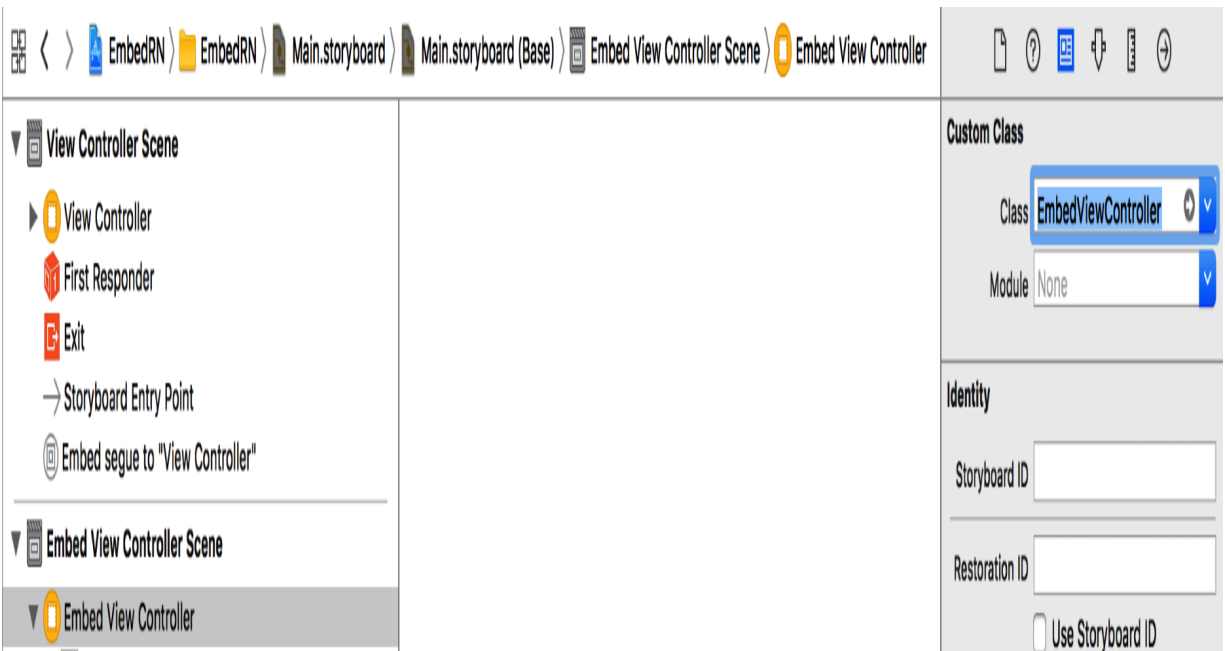 EmbedRN EmbedRN Main.storyboard Main.storyboard (Base) Embed View Controller Scene Embed View Controller
View Controller Scene
View Controller
First Responder
Exit
Storyboard Entry Point
Embed segue to "View Controller"
Embed View Controller Scene
Embed View Controller
Custom Class
Class EmbedViewController
Module None
Identity
Storyboard ID
Restoration ID
Use Storyboard ID